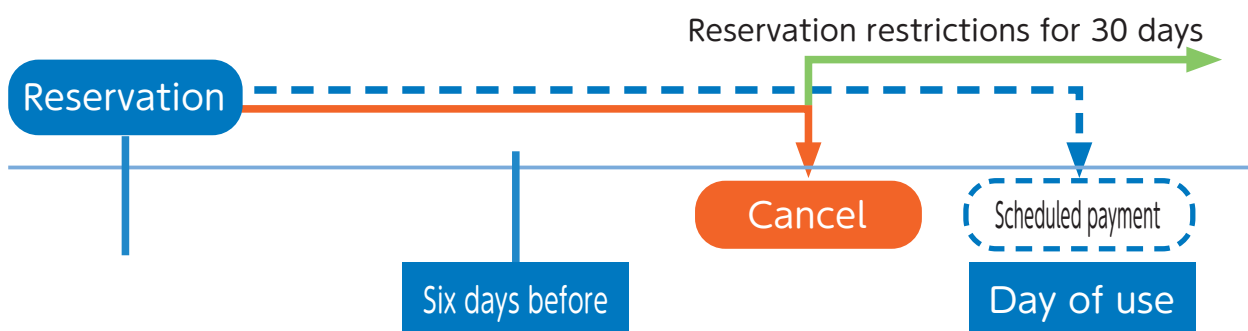 Reservation restrictions for 30 days
Reservation
Cancel
Scheduled payment
Six days before
Day of use